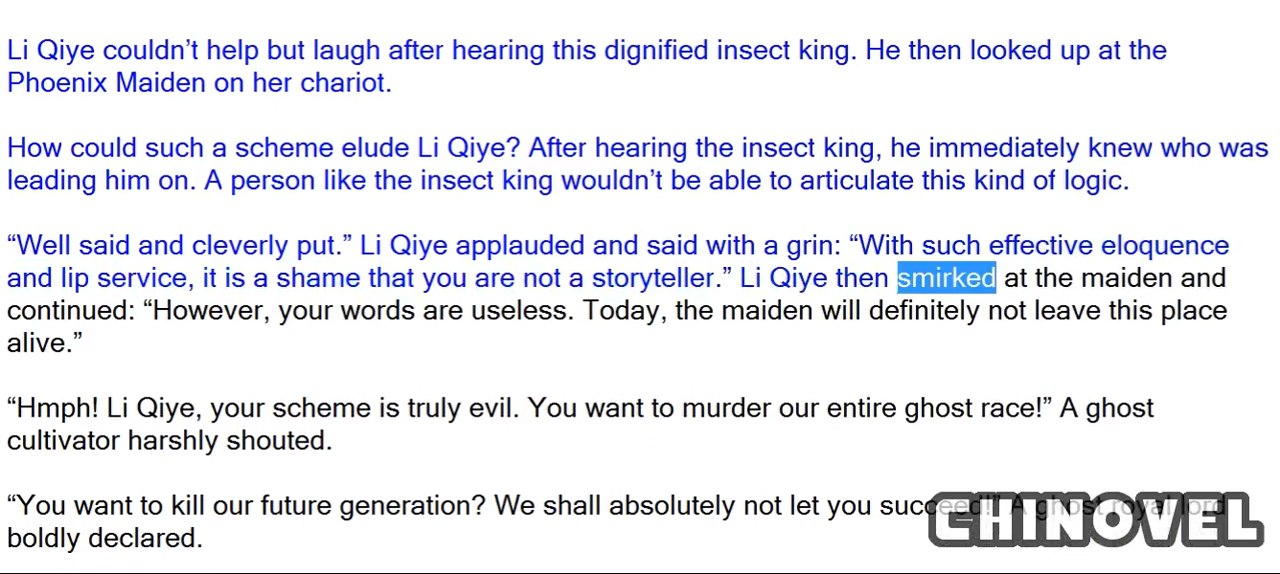 Li Qiye couldn’t help but laugh after hearing this dignified insect king. He then looked up at the
Phoenix Maiden on her chariot.
How could such a scheme elude Li Qiye? After hearing the insect king, he immediately knew who was
leading him on. A person like the insect king wouldn’t be able to articulate this kind of logic.
“Well said and cleverly put.” Li Qiye applauded and said with a grin: “With such effective eloquence
and lip service, it is a shame that you are not a storyteller.” Li Qiye then smirked at the maiden and
continued: “However, your words are useless. Today, the maiden will definitely not leave this place
alive.”
“Hmph! Li Qiye, your scheme is truly evil. You want to murder our entire ghost race!” A ghost
cultivator harshly shouted.
“You want to kill our future generation? We shall absolutely not let you succeed!” A ghost royal lord
boldly declared.
CHINOVEL